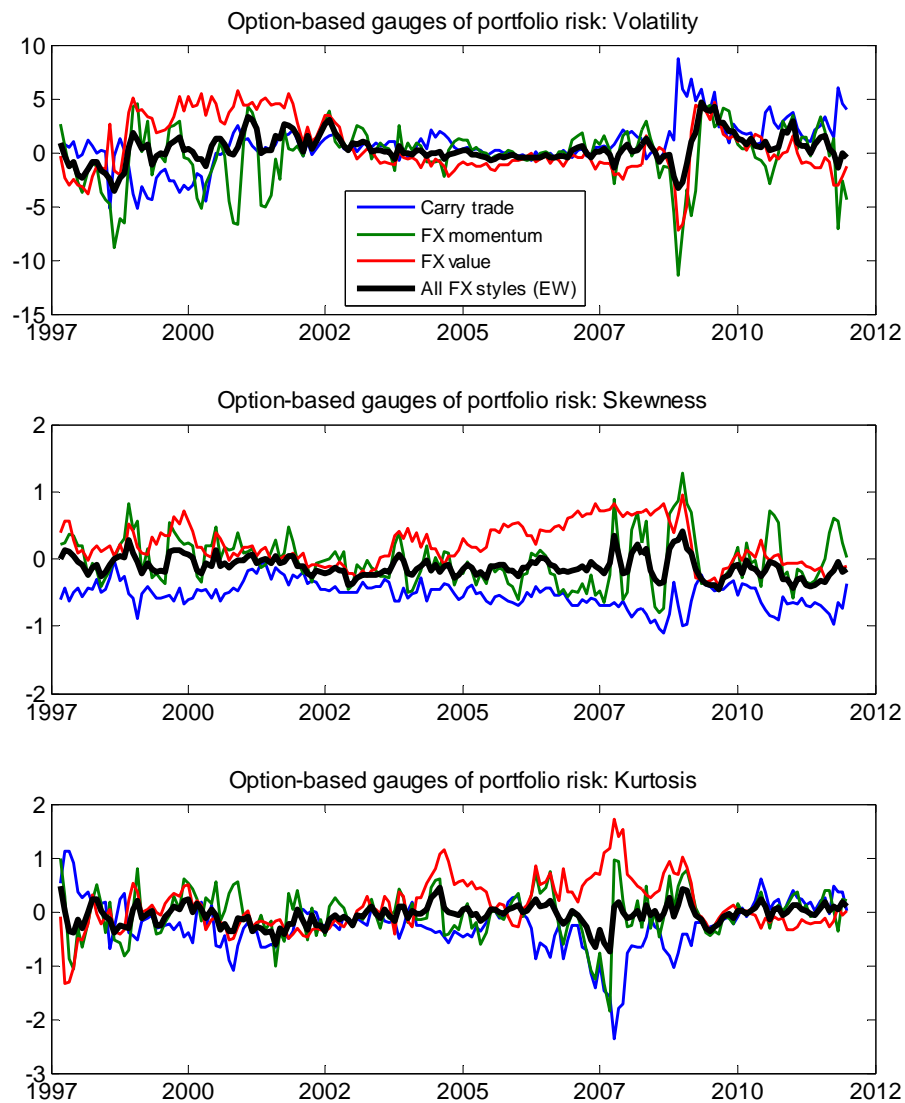 Option-based gauges of portfolio risk: Volatility
10
5
0
-5
-10
-15
Carry trade
FX momentum
FX value
All FX styles (EW)
1997 2000 2002 2005 2007 2010 2012
Option-based gauges of portfolio risk: Skewness
2
1
0
-1
-2
1997 2000 2002 2005 2007 2010 2012
Option-based gauges of portfolio risk: Kurtosis
2
1
0
-1
-2
-3
1997 2000 2002 2005 2007 2010 2012